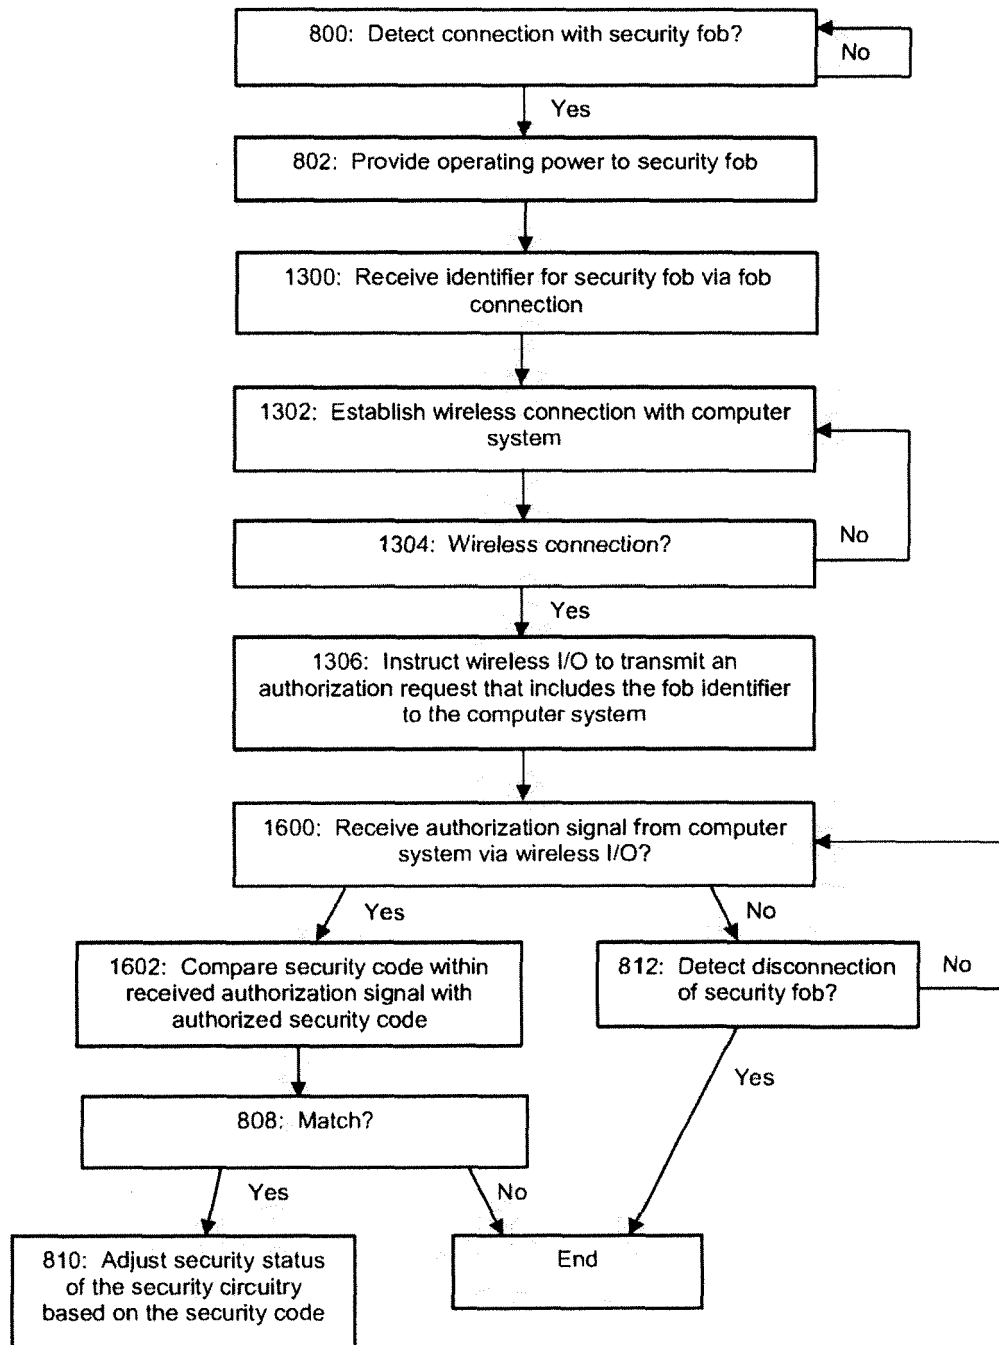 800: Detect connection with security fob?
No
Yes
802: Provide operating power to security fob
1300: Receive identifier for security fob via fob
connection
1302: Establish wireless connection with computer
system
1304: Wireless connection?
No
Yes
1306: Instruct wireless I/O to transmit an
authorization request that includes the fob identifier
to the computer system
1600: Receive authorization signal from computer
system via wireless I/O?
Yes
No
1602: Compare security code within
received authorization signal with
authorized security code
812: Detect disconnection
of security fob?
No
Yes
808: Match?
Yes
No
810: Adjust security status
of the security circuitry
based on the security code
End